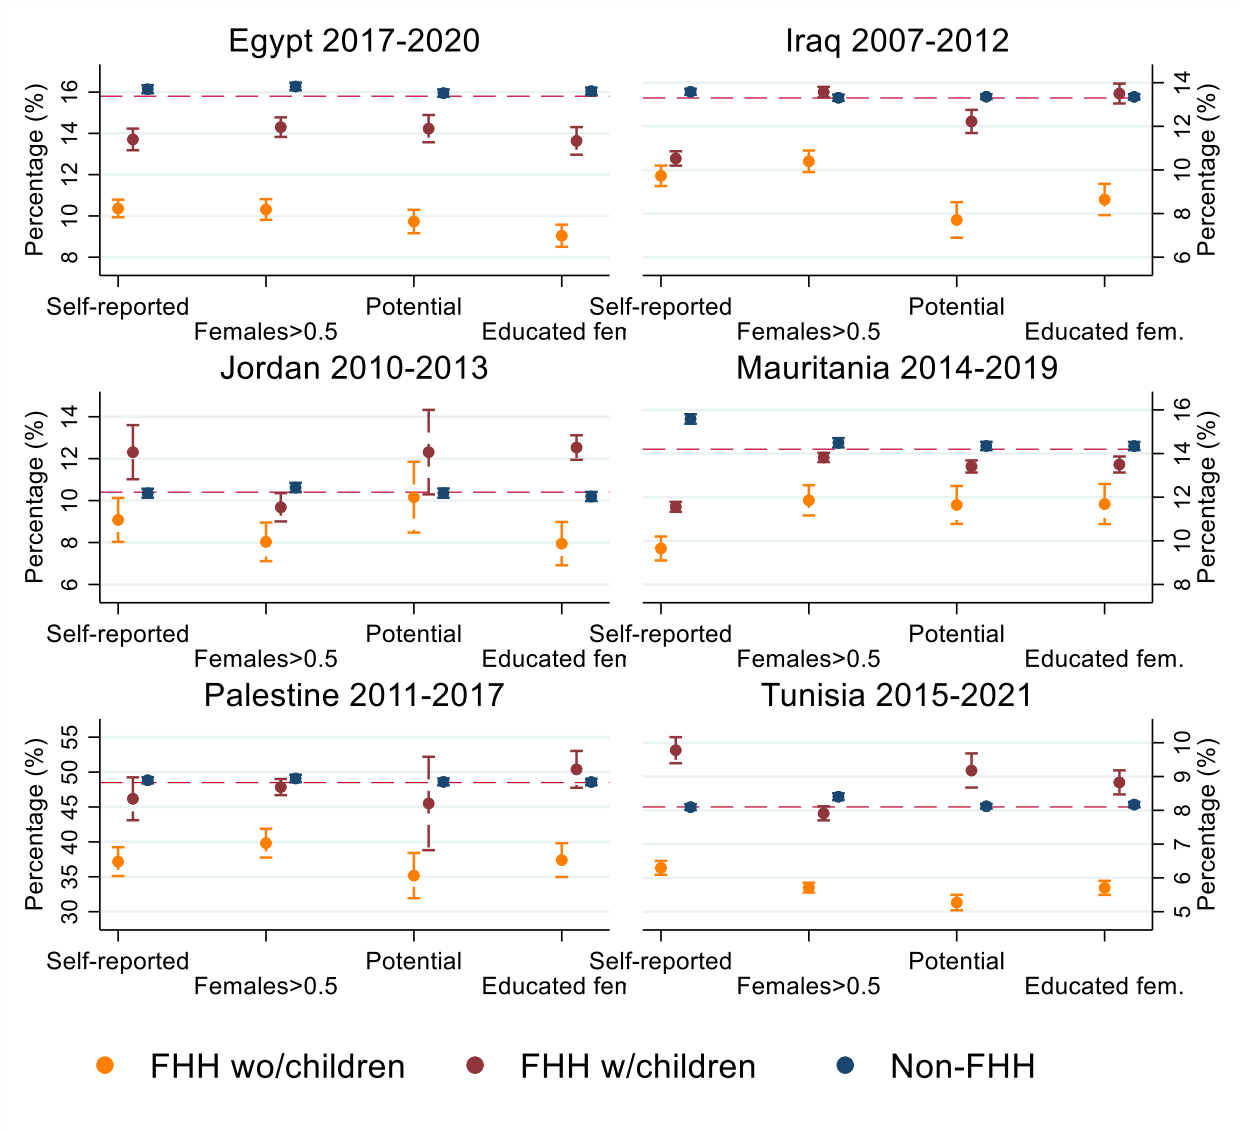 Egypt 2017-2020
Percentage (%)
16
14
12
10
8
Self-reported
Females>0.5
Potential
Educated fem
Iraq 2007-2012
Percentage (%)
14
12
10
8
6
Self-reported
Females>0.5
Potential
Educated fem.
Jordan 2010-2013
Percentage (%)
14
12
10
8
6
Self-reported
Females>0.5
Potential
Educated fem
Mauritania 2014-2019
Percentage (%)
16
14
12
10
8
Self-reported
Females>0.5
Potential
Educated fem.
Palestine 2011-2017
Percentage (%)
55
50
45
40
35
30
Self-reported
Females>0.5
Potential
Educated fem
Tunisia 2015-2021
Percentage (%)
10
9
8
7
6
5
Self-reported
Females>0.5
Potential
Educated fem.
FHH wo/children
FHH w/children
Non-FHH